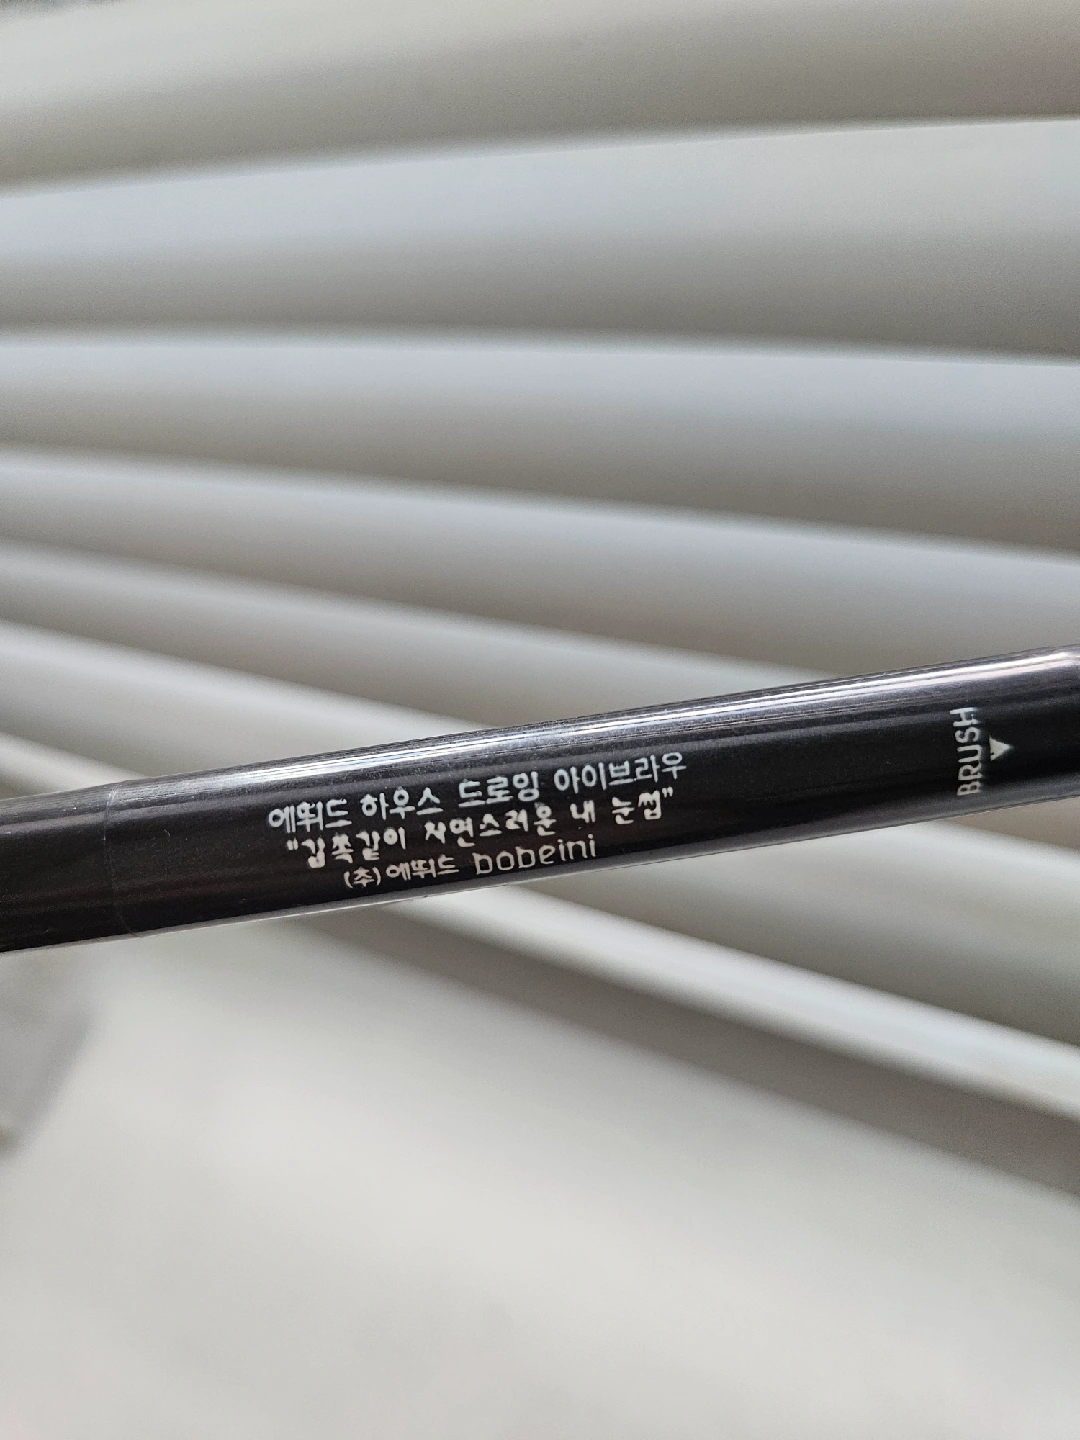 에뛰드 하우스 드로잉 아이브라우
"감쪽같이 자연스러운 내 눈썹"
(주)에뛰드 bobeini
BRUSH